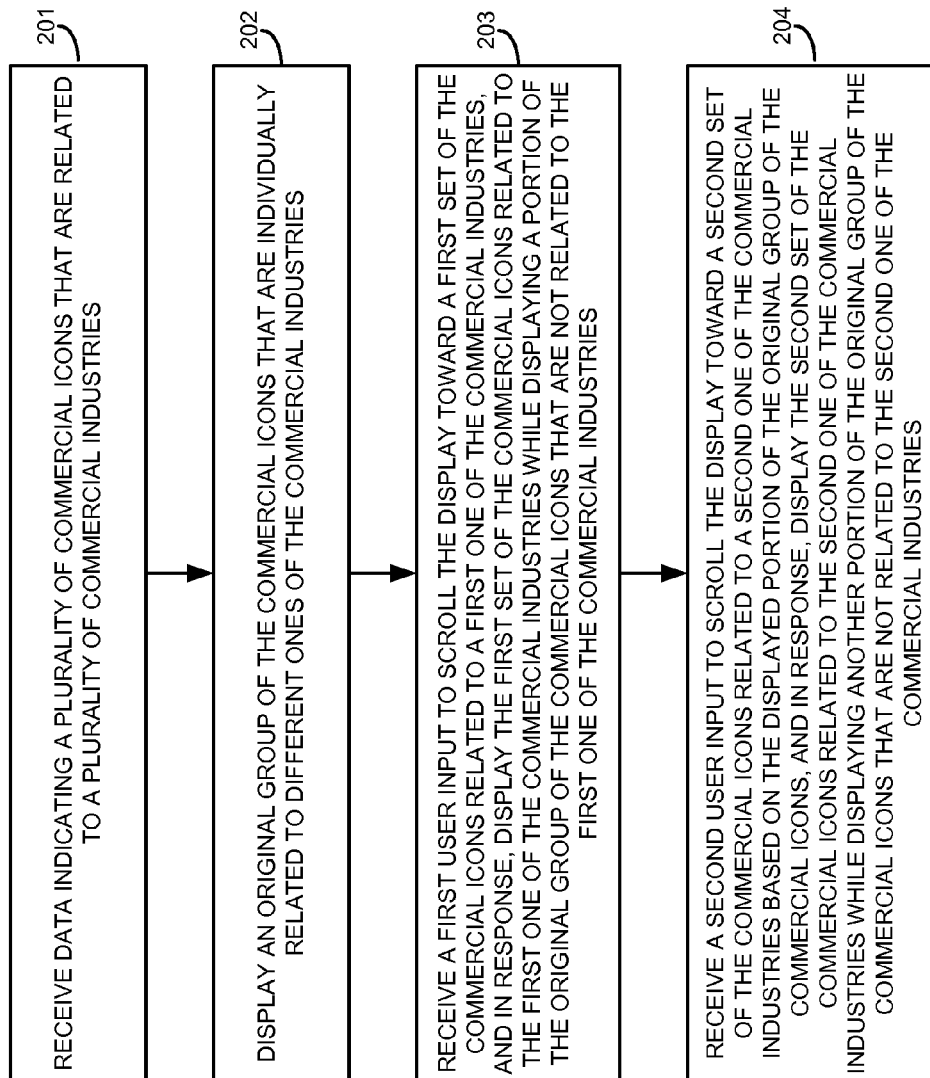 201
RECEIVE DATA INDICATING A PLURALITY OF COMMERCIAL ICONS THAT ARE RELATED
TO A PLURALITY OF COMMERCIAL INDUSTRIES
202
DISPLAY AN ORIGINAL GROUP OF THE COMMERCIAL ICONS THAT ARE INDIVIDUALLY
RELATED TO DIFFERENT ONES OF THE COMMERCIAL INDUSTRIES
203
RECEIVE A FIRST USER INPUT TO SCROLL THE DISPLAY TOWARD A FIRST SET OF THE
COMMERCIAL ICONS RELATED TO A FIRST ONE OF THE COMMERCIAL INDUSTRIES,
AND IN RESPONSE, DISPLAY THE FIRST SET OF THE COMMERCIAL ICONS RELATED TO
THE FIRST ONE OF THE COMMERCIAL INDUSTRIES WHILE DISPLAYING A PORTION OF
THE ORIGINAL GROUP OF THE COMMERCIAL ICONS THAT ARE NOT RELATED TO THE
FIRST ONE OF THE COMMERCIAL INDUSTRIES
204
RECEIVE A SECOND USER INPUT TO SCROLL THE DISPLAY TOWARD A SECOND SET
OF THE COMMERCIAL ICONS RELATED TO A SECOND ONE OF THE COMMERCIAL
INDUSTRIES BASED ON THE DISPLAYED PORTION OF THE ORIGINAL GROUP OF THE
COMMERCIAL ICONS, AND IN RESPONSE, DISPLAY THE SECOND SET OF THE
COMMERCIAL ICONS RELATED TO THE SECOND ONE OF THE COMMERCIAL
INDUSTRIES WHILE DISPLAYING ANOTHER PORTION OF THE ORIGINAL GROUP OF THE
COMMERCIAL ICONS THAT ARE NOT RELATED TO THE SECOND ONE OF THE
COMMERCIAL INDUSTRIES